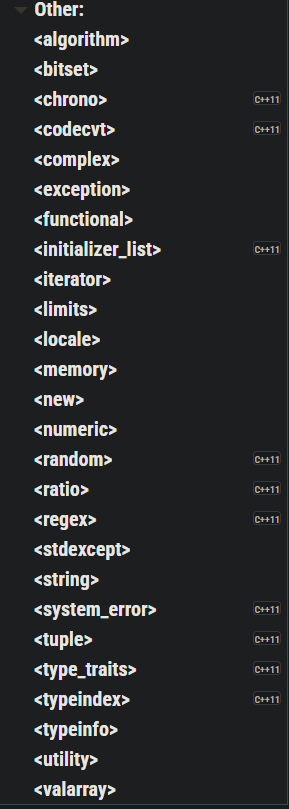 Other:
<algorithm>
<bitset>
<chrono> C++11
<codecvt> C++11
<complex>
<exception>
<functional>
<initializer_list> C++11
<iterator>
<limits>
<locale>
<memory>
<new>
<numeric>
<random> C++11
<ratio> C++11
<regex> C++11
<stdexcept>
<string>
<system_error> C++11
<tuple> C++11
<type_traits> C++11
<typeindex> C++11
<typeinfo>
<utility>
<valarray>